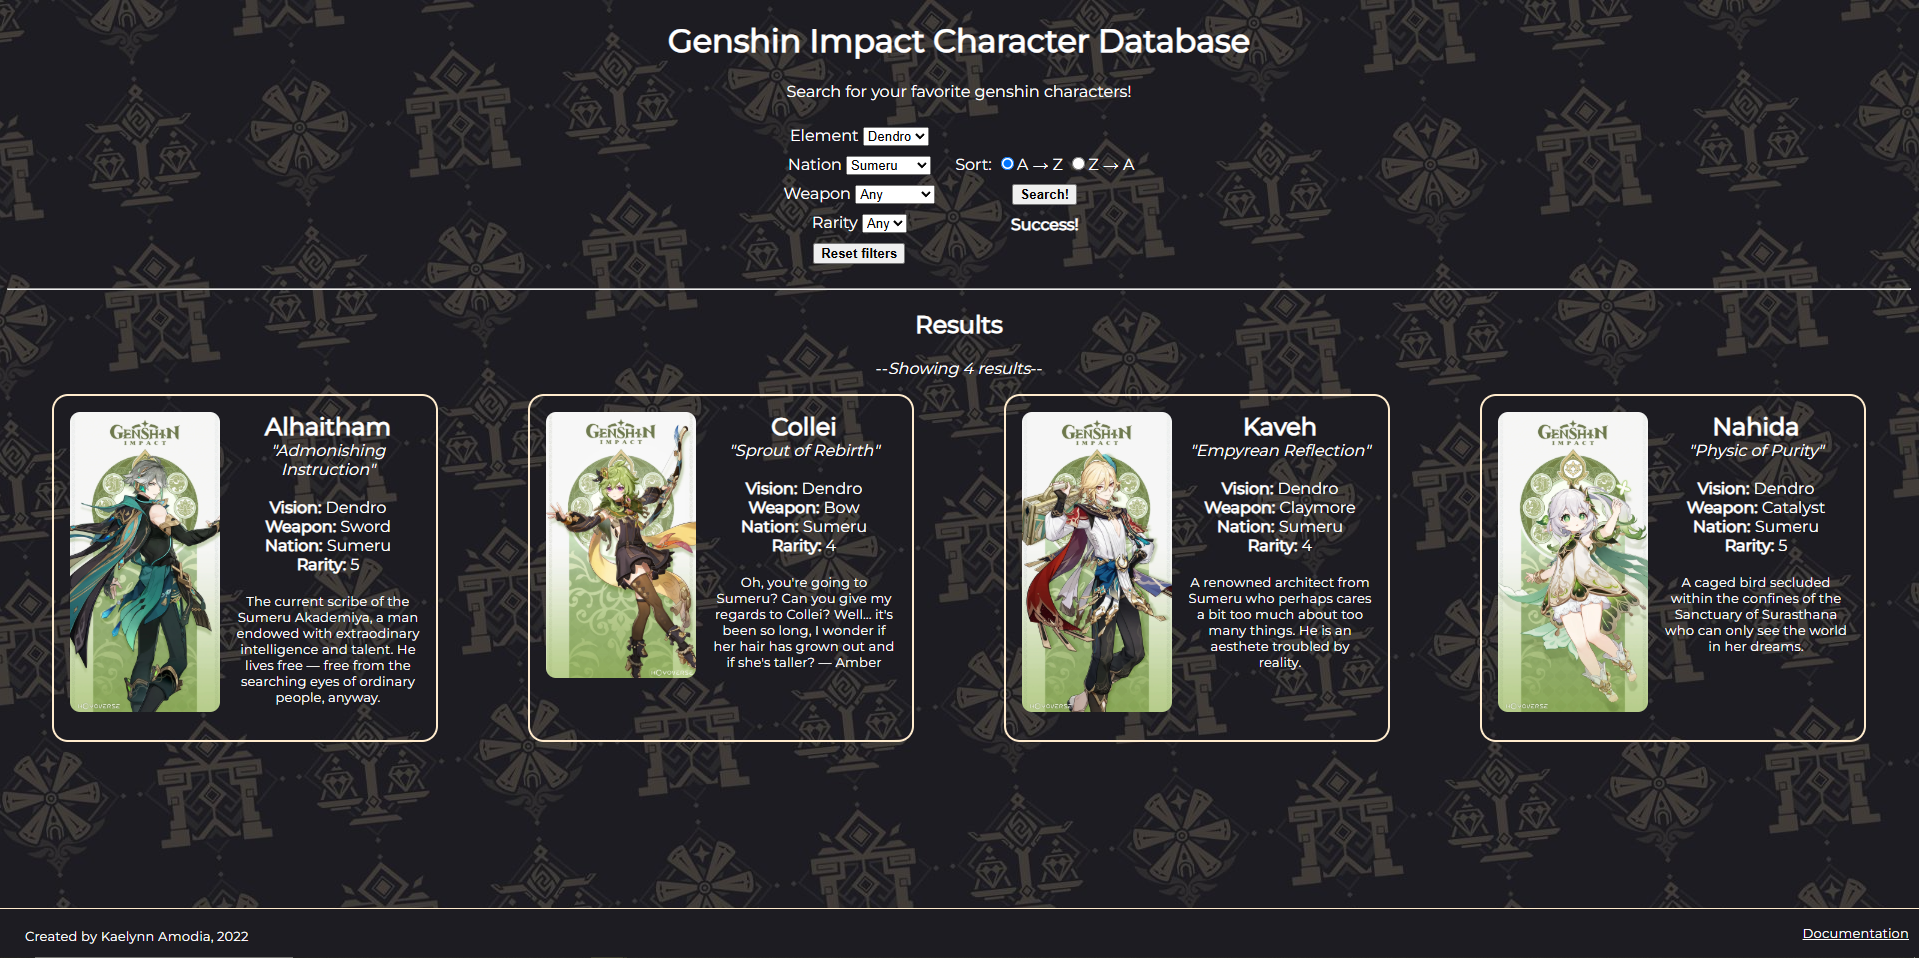 Genshin Impact Character Database
Search for your favorite genshin characters!
Element Dendro
Nation Sumeru
Weapon Any
Rarity Any
Reset filters
Sort: A → Z Z → A
Search!
Success!
Results
--Showing 4 results--
GENSHIN
IMPACT
HOYOVERSE
Alhaitham
"Admonishing
Instruction"
Vision: Dendro
Weapon: Sword
Nation: Sumeru
Rarity: 5
The current scribe of the
Sumeru Akademiya, a man
endowed with extraodinary
intelligence and talent. He
lives free — free from the
searching eyes of ordinary
people, anyway.
GENSHIN
IMPACT
HOYOVERSE
Collei
"Sprout of Rebirth"
Vision: Dendro
Weapon: Bow
Nation: Sumeru
Rarity: 4
Oh, you're going to
Sumeru? Can you give my
regards to Collei? Well... it's
been so long, I wonder if
her hair has grown out and
if she's taller? — Amber
GENSHIN
IMPACT
HOYOVERSE
Kaveh
"Empyrean Reflection"
Vision: Dendro
Weapon: Claymore
Nation: Sumeru
Rarity: 4
A renowned architect from
Sumeru who perhaps cares
a bit too much about too
many things. He is an
aesthete troubled by
reality.
GENSHIN
IMPACT
HOYOVERSE
Nahida
"Physic of Purity"
Vision: Dendro
Weapon: Catalyst
Nation: Sumeru
Rarity: 5
A caged bird secluded
within the confines of the
Sanctuary of Surasthana
who can only see the world
in her dreams.
Created by Kaelynn Amodia, 2022
Documentation